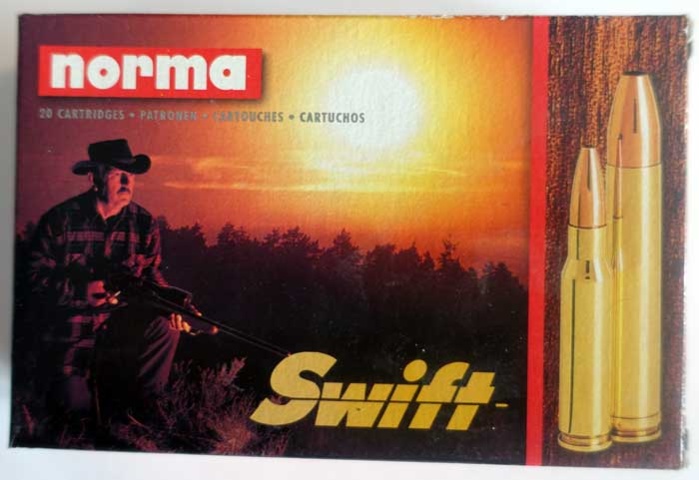 norma
20 CARTRIDGES • PATRONEN • CARTOUCHES • CARTUCHOS
Swift